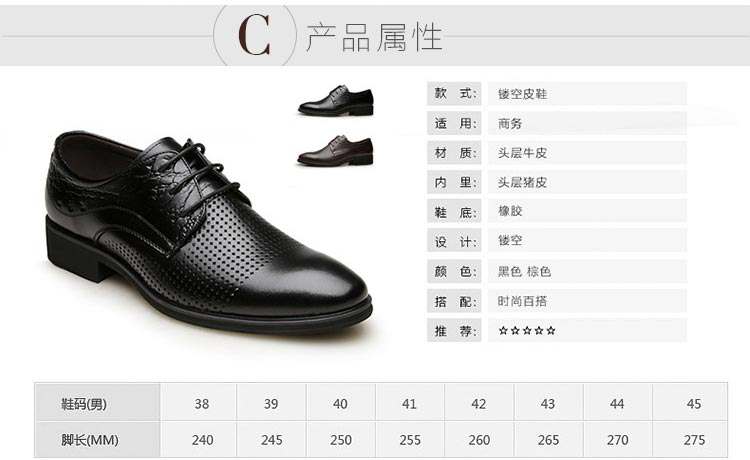 C 产品属性
款 式: 镂空皮鞋
适 用: 商务
材 质: 头层牛皮
内 里: 头层猪皮
鞋 底: 橡胶
设 计: 镂空
颜 色: 黑色 棕色
搭 配: 时尚百搭
推 荐: ☆☆☆☆☆
鞋码(男) 38 39 40 41 42 43 44 45
脚长(MM) 240 245 250 255 260 265 270 275